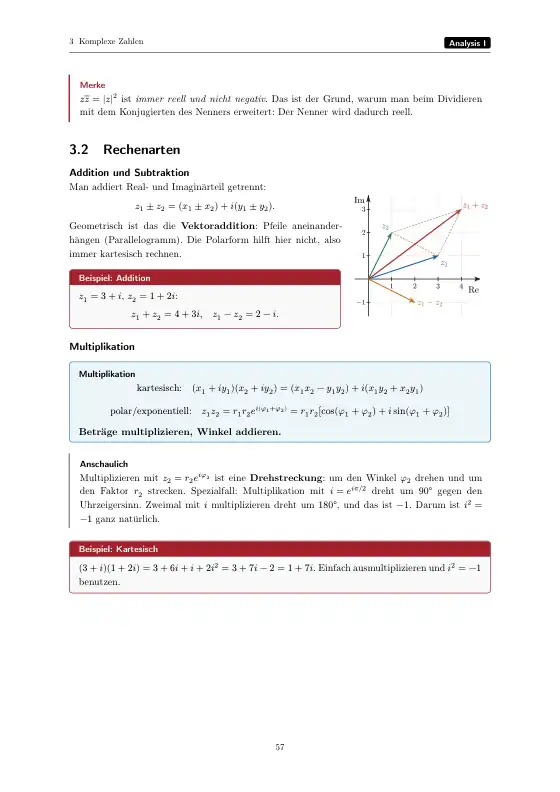 3 Komplexe Zahlen
Analysis I
Merke
zz̅ = |z|² ist immer reell und nicht negativ. Das ist der Grund, warum man beim Dividieren
mit dem Konjugierten des Nenners erweitert: Der Nenner wird dadurch reell.
3.2 Rechenarten
Addition und Subtraktion
Man addiert Real- und Imaginärteil getrennt:
z₁ ± z₂ = (x₁ ± x₂) + i(y₁ ± y₂).
Geometrisch ist das die Vektoraddition: Pfeile aneinander-
hängen (Parallelogramm). Die Polarform hilft hier nicht, also
immer kartesisch rechnen.
Beispiel: Addition
z₁ = 3 + i, z₂ = 1 + 2i:
z₁ + z₂ = 4 + 3i, z₁ − z₂ = 2 − i.
Im
3
2
1
−1
1 2 3 4
Re
z₁ + z₂
z₂
z₁
z₁ − z₂
Multiplikation
Multiplikation
kartesisch: (x₁ + iy₁)(x₂ + iy₂) = (x₁x₂ − y₁y₂) + i(x₁y₂ + x₂y₁)
polar/exponentiell: z₁z₂ = r₁r₂e^{i(φ₁+φ₂)} = r₁r₂[cos(φ₁ + φ₂) + i sin(φ₁ + φ₂)]
Beträge multiplizieren, Winkel addieren.
Anschaulich
Multiplizieren mit z₂ = r₂e^{iφ₂} ist eine Drehstreckung: um den Winkel φ₂ drehen und um
den Faktor r₂ strecken. Spezialfall: Multiplikation mit i = e^{iπ/2} dreht um 90° gegen den
Uhrzeigersinn. Zweimal mit i multiplizieren dreht um 180°, und das ist −1. Darum ist i² =
−1 ganz natürlich.
Beispiel: Kartesisch
(3 + i)(1 + 2i) = 3 + 6i + i + 2i² = 3 + 7i − 2 = 1 + 7i. Einfach ausmultiplizieren und i² = −1
benutzen.
57